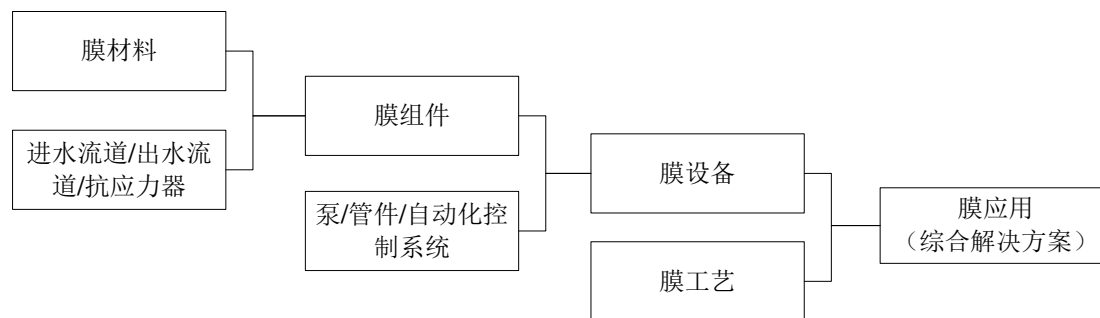 膜材料
进水流道/出水流
道/抗应力器
膜组件
泵/管件/自动化控
制系统
膜设备
膜工艺
膜应用
（综合解决方案）